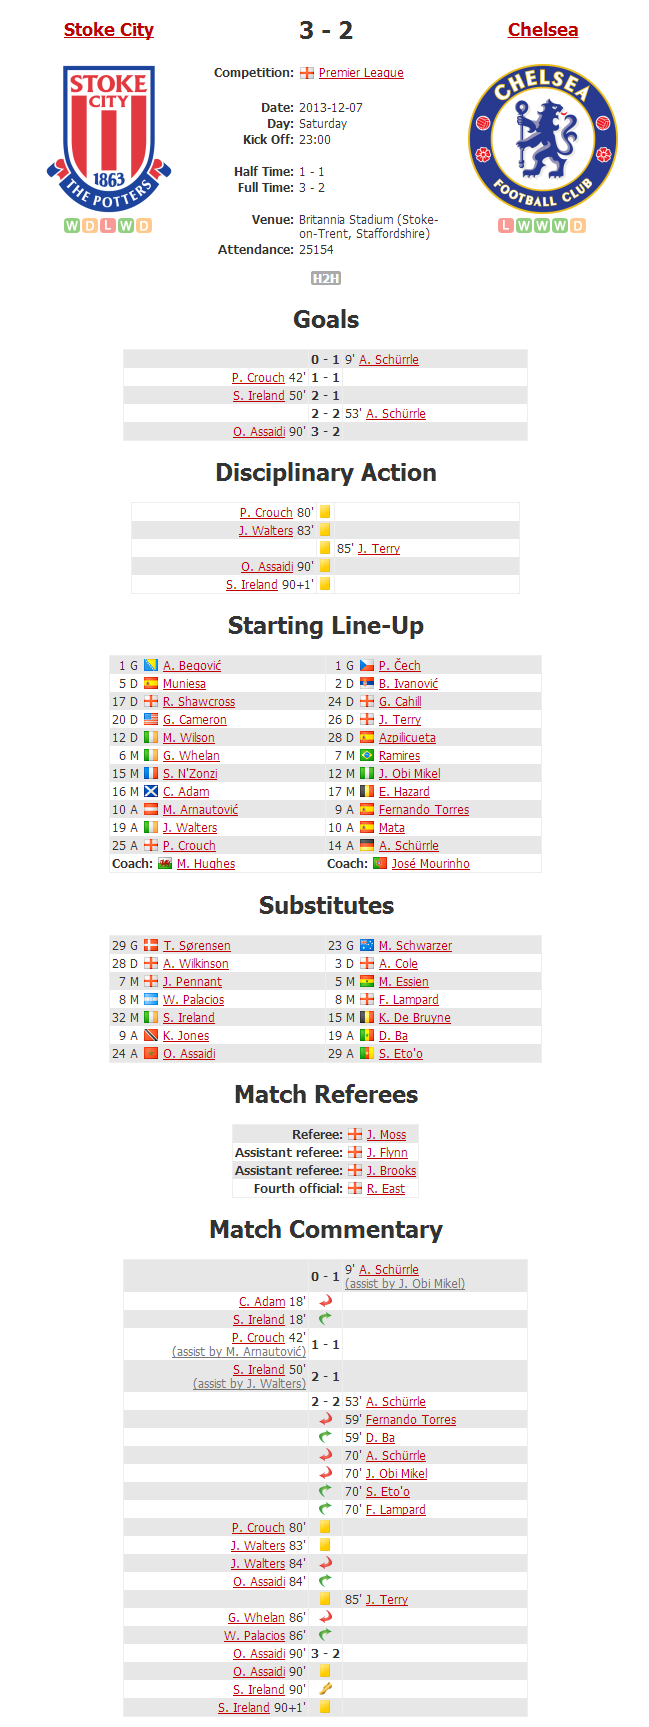 Stoke City 3 - 2 Chelsea
STOKE
CITY
1863
THE POTTERS
CHELSEA
FOOTBALL CLUB
Competition: Premier League
Date: 2013-12-07
Day: Saturday
Kick Off: 23:00
Half Time: 1 - 1
Full Time: 3 - 2
Venue: Britannia Stadium (Stoke-
on-Trent, Staffordshire)
Attendance: 25154
W D L W D
L W W W D
H2H
Goals
0 - 1 9' A. Schürrle
P. Crouch 42' 1 - 1
S. Ireland 50' 2 - 1
2 - 2 53' A. Schürrle
O. Assaidi 90' 3 - 2
Disciplinary Action
P. Crouch 80'
J. Walters 83'
85' J. Terry
O. Assaidi 90'
S. Ireland 90+1'
Starting Line-Up
1 G A. Begović 1 G P. Čech
5 D Muniesa 2 D B. Ivanović
17 D R. Shawcross 24 D G. Cahill
20 D G. Cameron 26 D J. Terry
12 D M. Wilson 28 D Azpilicueta
6 M G. Whelan 7 M Ramires
15 M S. N'Zonzi 12 M J. Obi Mikel
16 M C. Adam 17 M E. Hazard
10 A M. Arnautović 9 A Fernando Torres
19 A J. Walters 10 A Mata
25 A P. Crouch 14 A A. Schürrle
Coach: M. Hughes Coach: José Mourinho
Substitutes
29 G T. Sørensen 23 G M. Schwarzer
28 D A. Wilkinson 3 D A. Cole
7 M J. Pennant 5 M M. Essien
8 M W. Palacios 8 M F. Lampard
32 M S. Ireland 15 M K. De Bruyne
9 A K. Jones 19 A D. Ba
24 A O. Assaidi 29 A S. Eto'o
Match Referees
Referee: J. Moss
Assistant referee: J. Flynn
Assistant referee: J. Brooks
Fourth official: R. East
Match Commentary
0 - 1 9' A. Schürrle
(assist by J. Obi Mikel)
C. Adam 18'
S. Ireland 18'
P. Crouch 42' 1 - 1
(assist by M. Arnautović)
S. Ireland 50' 2 - 1
(assist by J. Walters)
2 - 2 53' A. Schürrle
59' Fernando Torres
59' D. Ba
70' A. Schürrle
70' J. Obi Mikel
70' S. Eto'o
70' F. Lampard
P. Crouch 80'
J. Walters 83'
J. Walters 84'
O. Assaidi 84'
85' J. Terry
G. Whelan 86'
W. Palacios 86'
O. Assaidi 90' 3 - 2
O. Assaidi 90'
S. Ireland 90'
S. Ireland 90+1'